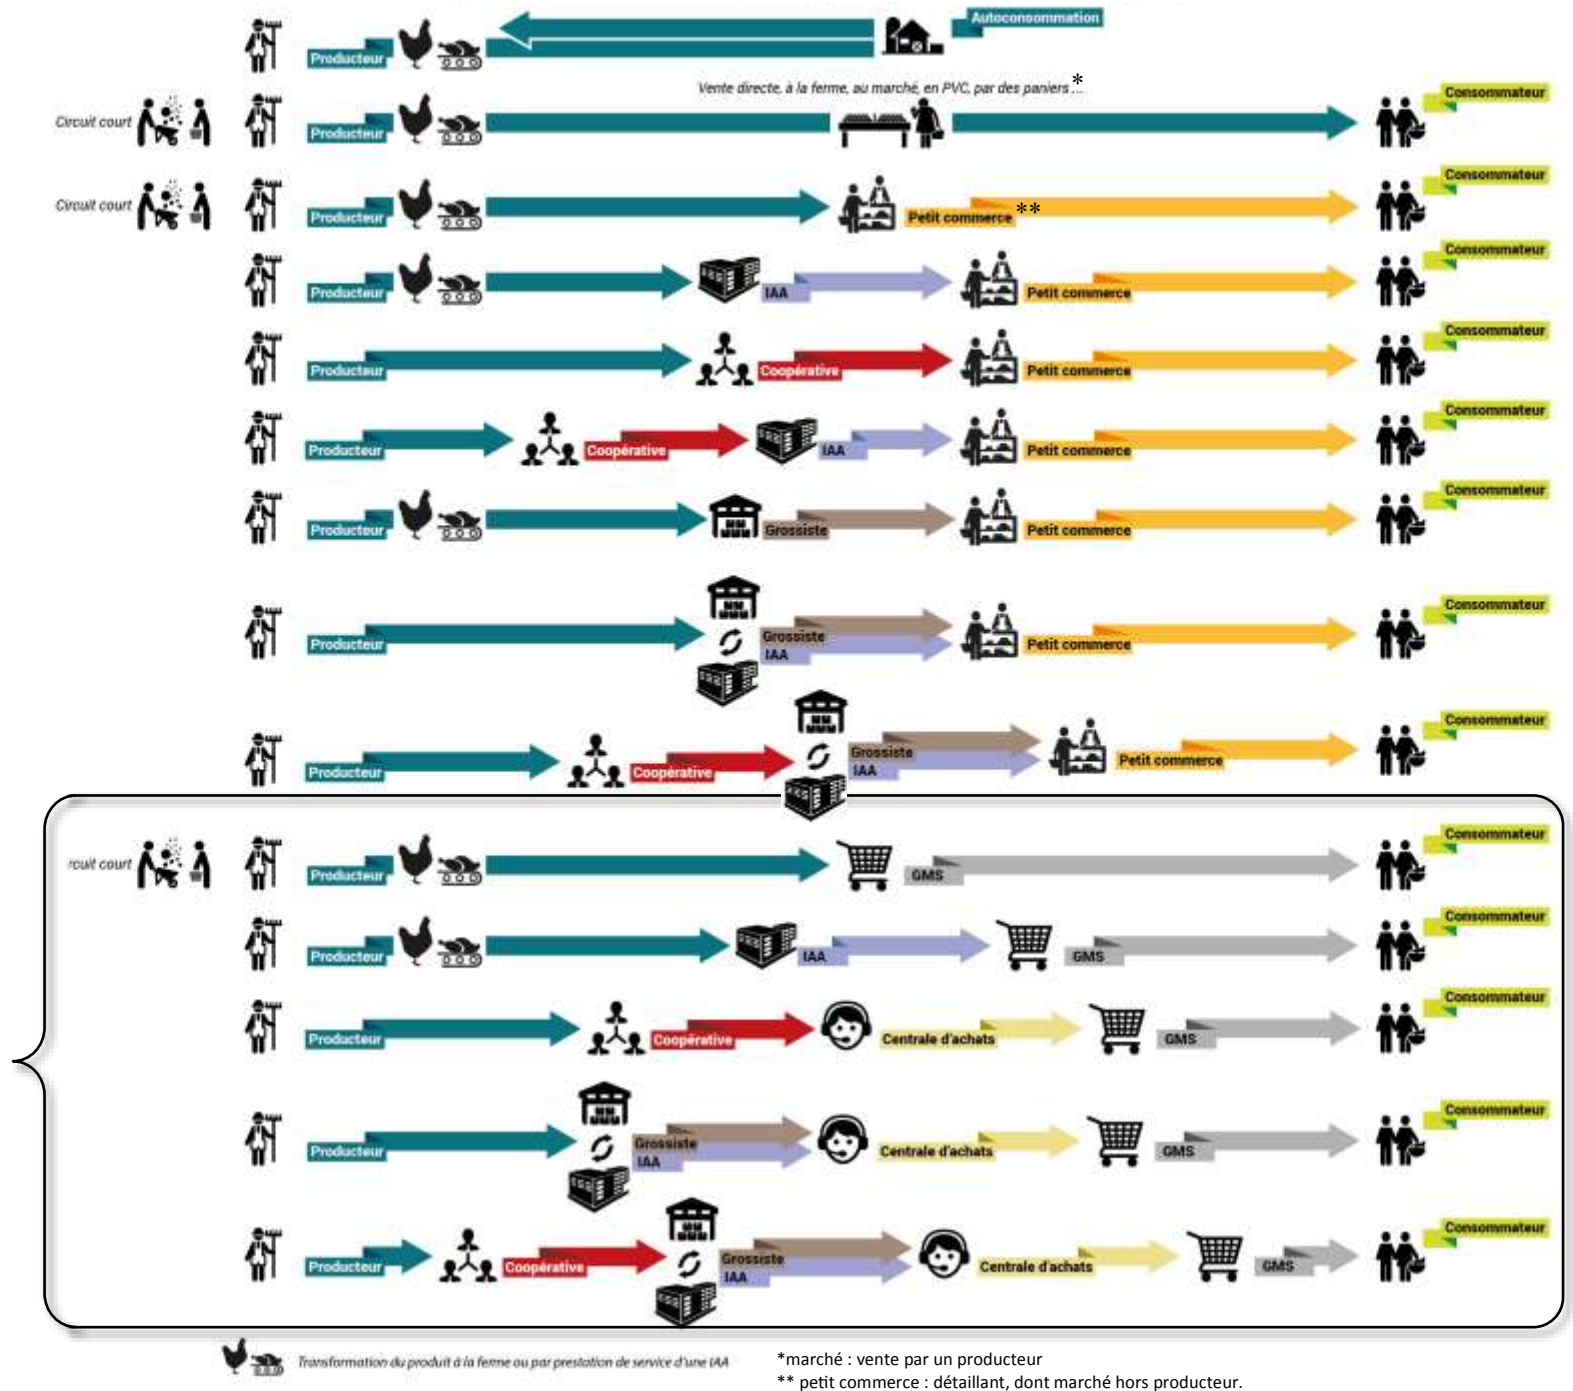 Autoconsommation
Producteur
Vente directe, à la ferme, au marché, en PVC, par des paniers ... *
Consommateur
Circuit court
Producteur
Consommateur
Circuit court
Producteur
Petit commerce **
Consommateur
Producteur
IAA
Petit commerce
Consommateur
Producteur
Coopérative
Petit commerce
Consommateur
Producteur
Coopérative
IAA
Petit commerce
Consommateur
Producteur
Grossiste
Petit commerce
Consommateur
Producteur
Grossiste
IAA
Petit commerce
Consommateur
Producteur
Coopérative
Grossiste
IAA
Petit commerce
Consommateur
rcuit court
Producteur
GMS
Consommateur
Producteur
IAA
GMS
Consommateur
Producteur
Coopérative
Centrale d'achats
GMS
Consommateur
Producteur
Grossiste
IAA
Centrale d'achats
GMS
Consommateur
Producteur
Coopérative
Grossiste
IAA
Centrale d'achats
GMS
Transformation du produit à la ferme ou par prestation de service d'une IAA
*marché : vente par un producteur
** petit commerce : détaillant, dont marché hors producteur.